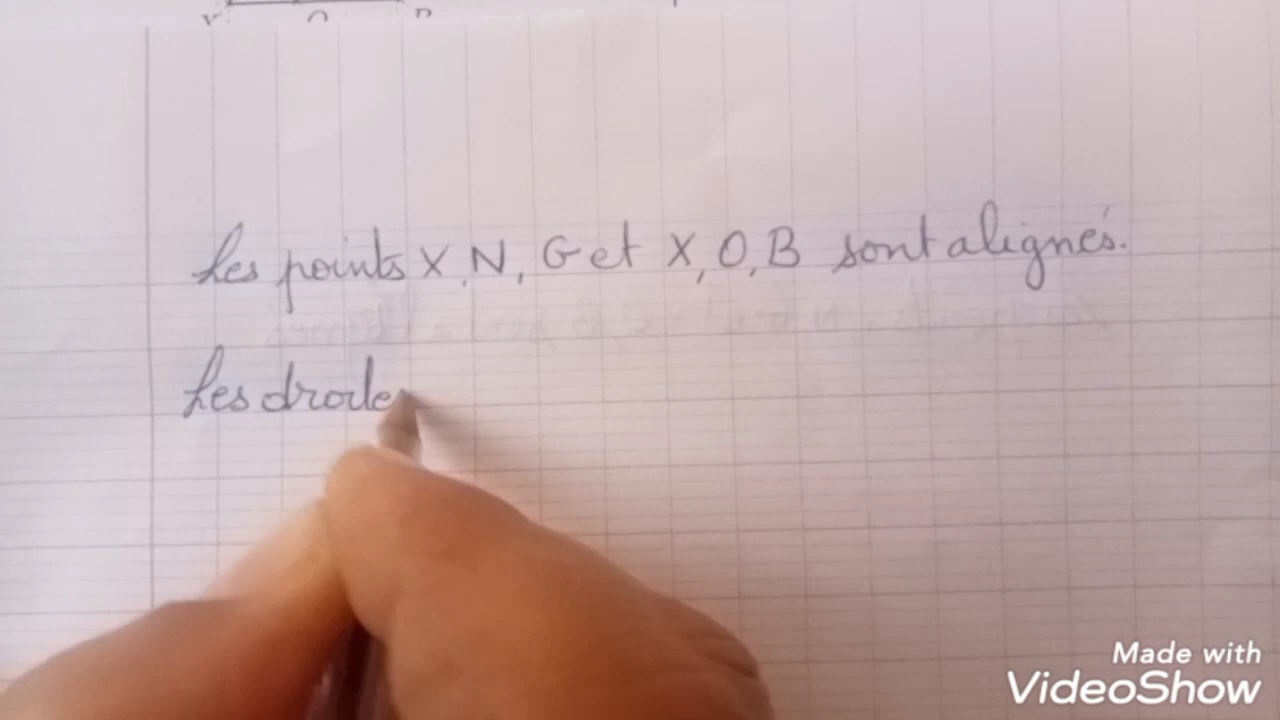 Les points X, N, G et X, O, B sont alignés.
Les droite
Made with
VideoShow